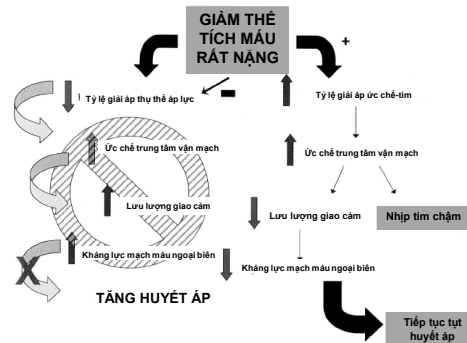 GIẢM THỂ
TÍCH MÁU
RẤT NẶNG
+
Tỷ lệ giải áp thụ thể áp lực
Tỷ lệ giải áp ức chế-tim
Ức chế trung tâm vận mạch
Ức chế trung tâm vận mạch
Lưu lượng giao cảm
Lưu lượng giao cảm
Nhịp tim chậm
Kháng lực mạch máu ngoại biên
Kháng lực mạch máu ngoại biên
X
TĂNG HUYẾT ÁP
Tiếp tục tụt
huyết áp